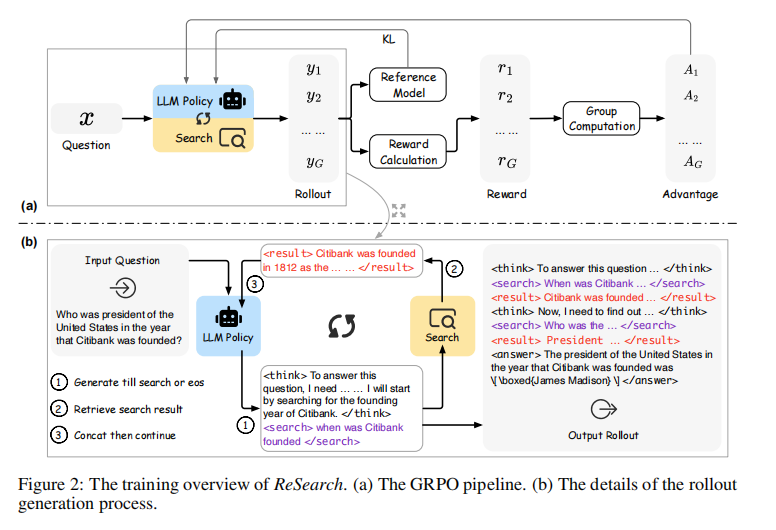 KL
x
Question
LLM Policy
Search
y1
y2
... ...
yG
Rollout
Reference
Model
Reward
Calculation
r1
r2
... ...
rG
Reward
Group
Computation
A1
A2
... ...
AG
Advantage
(a)
(b)
Input Question
Who was president of the
United States in the year
that Citibank was founded?
1 Generate till search or eos
2 Retrieve search result
3 Concat then continue
<result> Citibank was founded
in 1812 as the ... ... </result>
3
2
LLM Policy
Search
<think> To answer this
question, I need ... ... I will start
by searching for the founding
year of Citibank. </think>
<search> when was Citibank
founded </search>
1
<think> To answer this question ... </think>
<search> When was Citibank ... </search>
<result> Citibank was founded ... </result>
<think> Now, I need to find out ... </think>
<search> Who was the ... </search>
<result> President ... </result>
<answer> The president of the United States in
the year that Citibank was founded was
\[ \boxed{James Madison} \] </answer>
Output Rollout
Figure 2: The training overview of ReSearch. (a) The GRPO pipeline. (b) The details of the rollout
generation process.